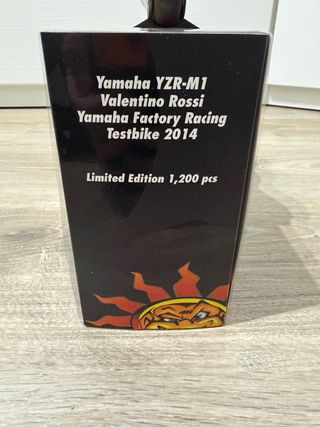 Yamaha YZR-M1
Valentino Rossi
Yamaha Factory Racing
Testbike 2014
Limited Edition 1,200 pcs